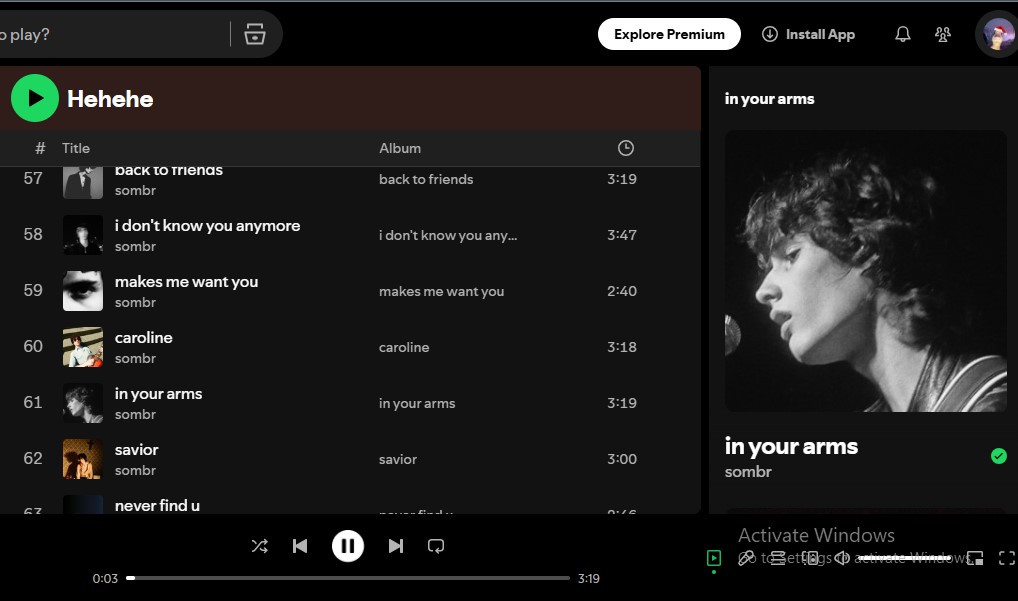 o play?
Explore Premium
Install App
Hehehe
# Title Album
57 back to friends back to friends 3:19
sombr
58 i don't know you anymore i don't know you any... 3:47
sombr
59 makes me want you makes me want you 2:40
sombr
60 caroline caroline 3:18
sombr
61 in your arms in your arms 3:19
sombr
62 savior savior 3:00
sombr
63 never find u never find u 2:46
in your arms
in your arms
sombr
Activate Windows
Go to Settings to activate Windows.
0:03 3:19